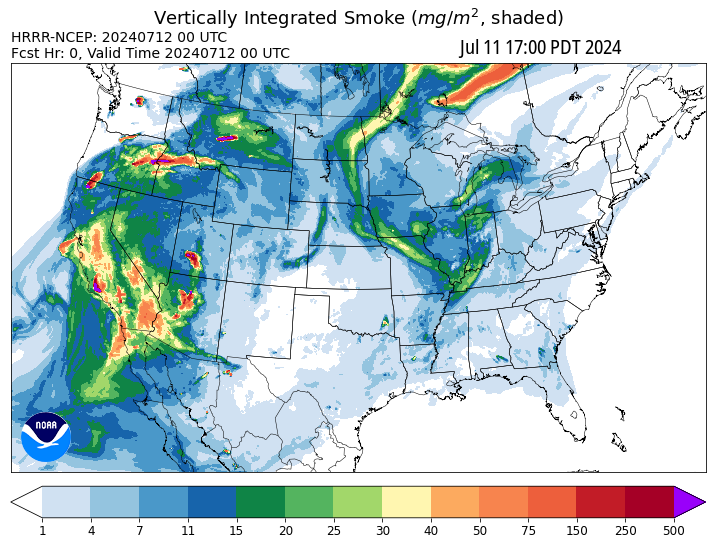 Vertically Integrated Smoke (mg/m², shaded)
HRRR-NCEP: 20240712 00 UTC
Fcst Hr: 0, Valid Time 20240712 00 UTC
Jul 11 17:00 PDT 2024
NOAA
1 4 7 11 15 20 25 30 40 50 75 150 250 500